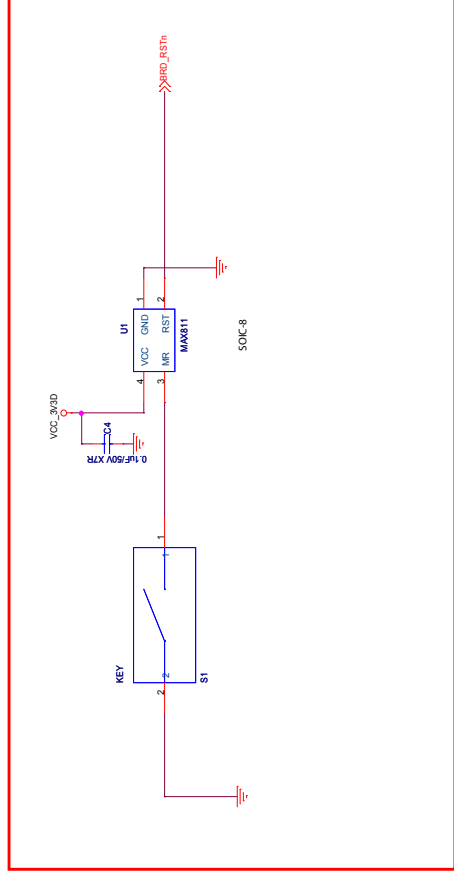 BRD_RSTn
VCC_3V3D
C4
0.1uF/50V X7R
U1
1
2
GND
RST
VCC
MR
4
3
MAX811
SOIC-8
KEY
1
1
2
2
S1